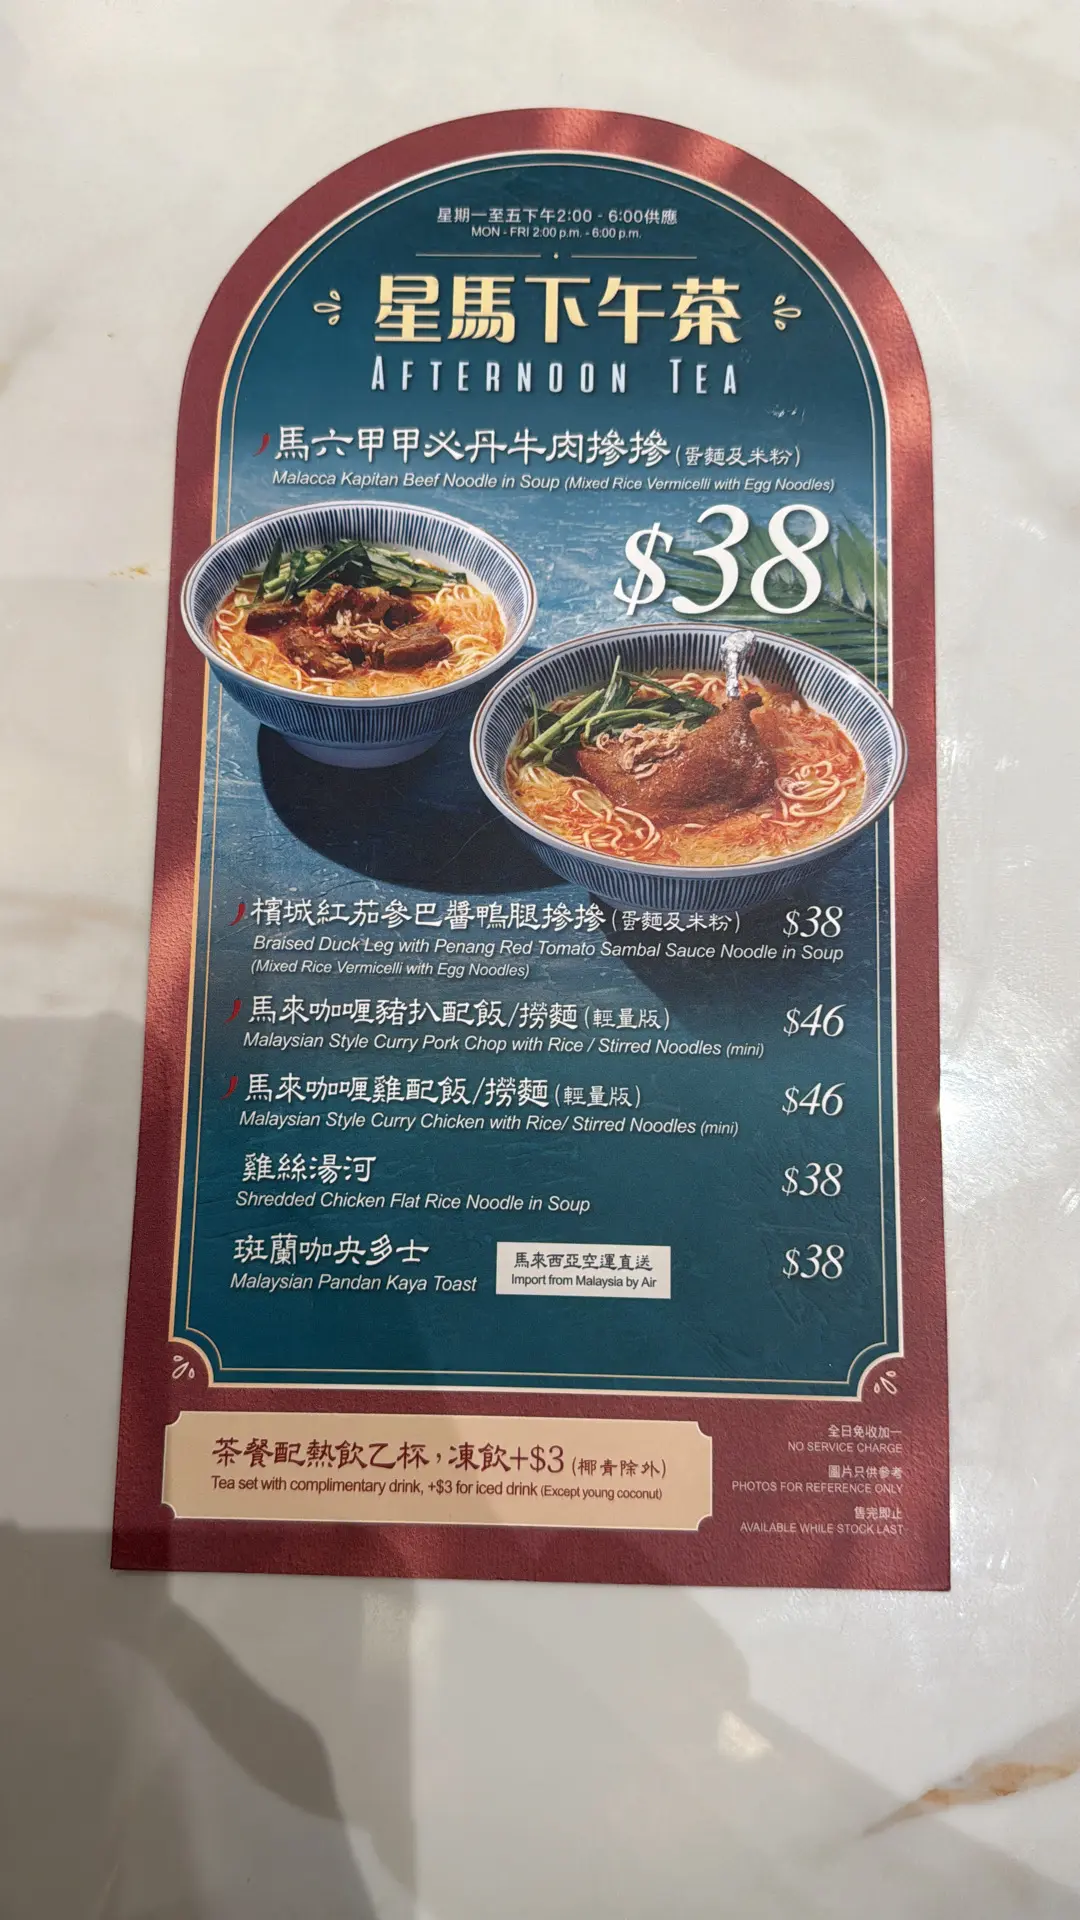 星期一至五下午2:00 - 6:00供應
MON - FRI 2:00 p.m. - 6:00 p.m.
星馬下午茶
AFTERNOON TEA
馬六甲甲必丹牛肉摻摻(蛋麵及米粉)
Malacca Kapitan Beef Noodle in Soup (Mixed Rice Vermicelli with Egg Noodles)
$38
檳城紅茄參巴醬鴨腿摻摻(蛋麵及米粉) $38
Braised Duck Leg with Penang Red Tomato Sambal Sauce Noodle in Soup
(Mixed Rice Vermicelli with Egg Noodles)
馬來咖喱豬扒配飯/撈麵(輕量版) $46
Malaysian Style Curry Pork Chop with Rice / Stirred Noodles (mini)
馬來咖喱雞配飯/撈麵(輕量版) $46
Malaysian Style Curry Chicken with Rice/ Stirred Noodles (mini)
雞絲湯河 $38
Shredded Chicken Flat Rice Noodle in Soup
斑蘭咖央多士 $38
Malaysian Pandan Kaya Toast
馬來西亞空運直送
Import from Malaysia by Air
茶餐配熱飲乙杯，凍飲+$3 (椰青除外)
Tea set with complimentary drink, +$3 for iced drink (Except young coconut)
全日免收加一
NO SERVICE CHARGE
圖片只供參考
PHOTOS FOR REFERENCE ONLY
售完即止
AVAILABLE WHILE STOCK LAST